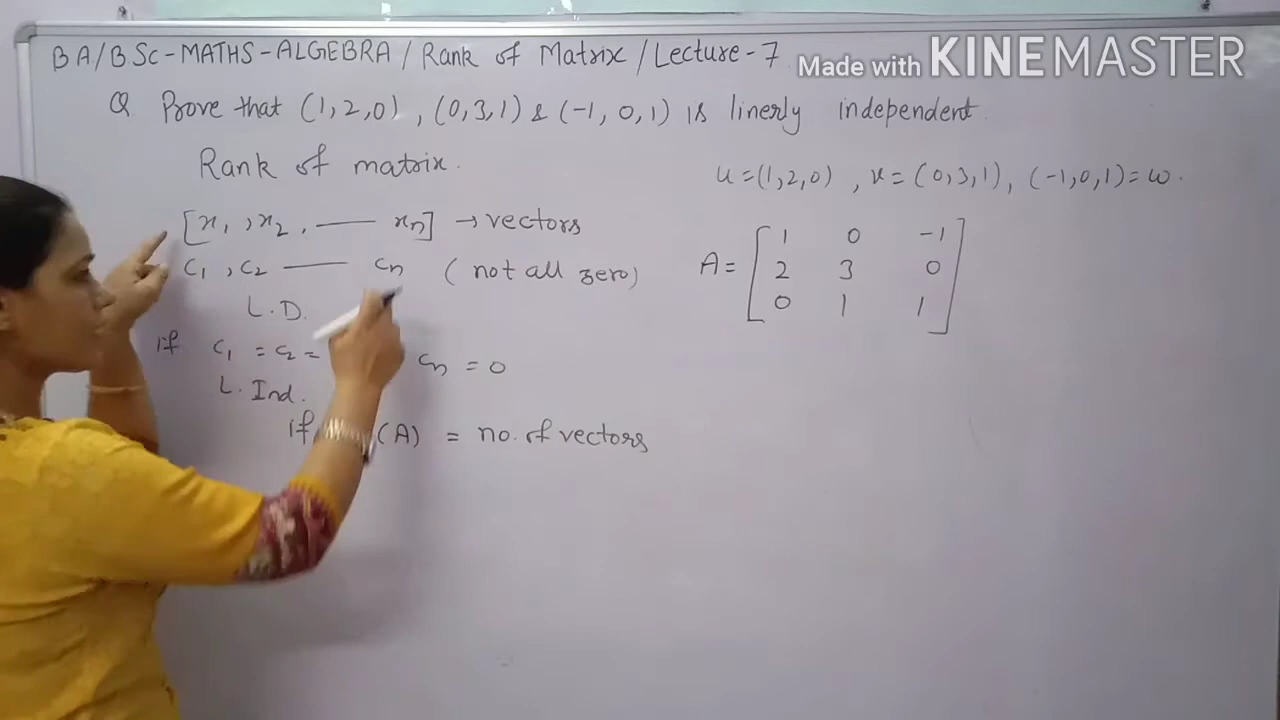 BA/BSc-MATHS-ALGEBRA/Rank of Matrix/Lecture-7
Made with KINEMASTER
Q Prove that (1,2,0), (0,3,1) & (-1, 0,1) is linerly independent.
Rank of matrix.
[x₁, x₂, —— xₙ] → vectors
c₁, c₂ —— cₙ (not all zero)
L.D.
if c₁ = c₂ = cₙ = 0
L. Ind.
if (A) = no. of vectors
u=(1,2,0), v=(0,3,1), (-1,0,1)=w.
A= [ 1 0 -1
2 3 0
0 1 1 ]